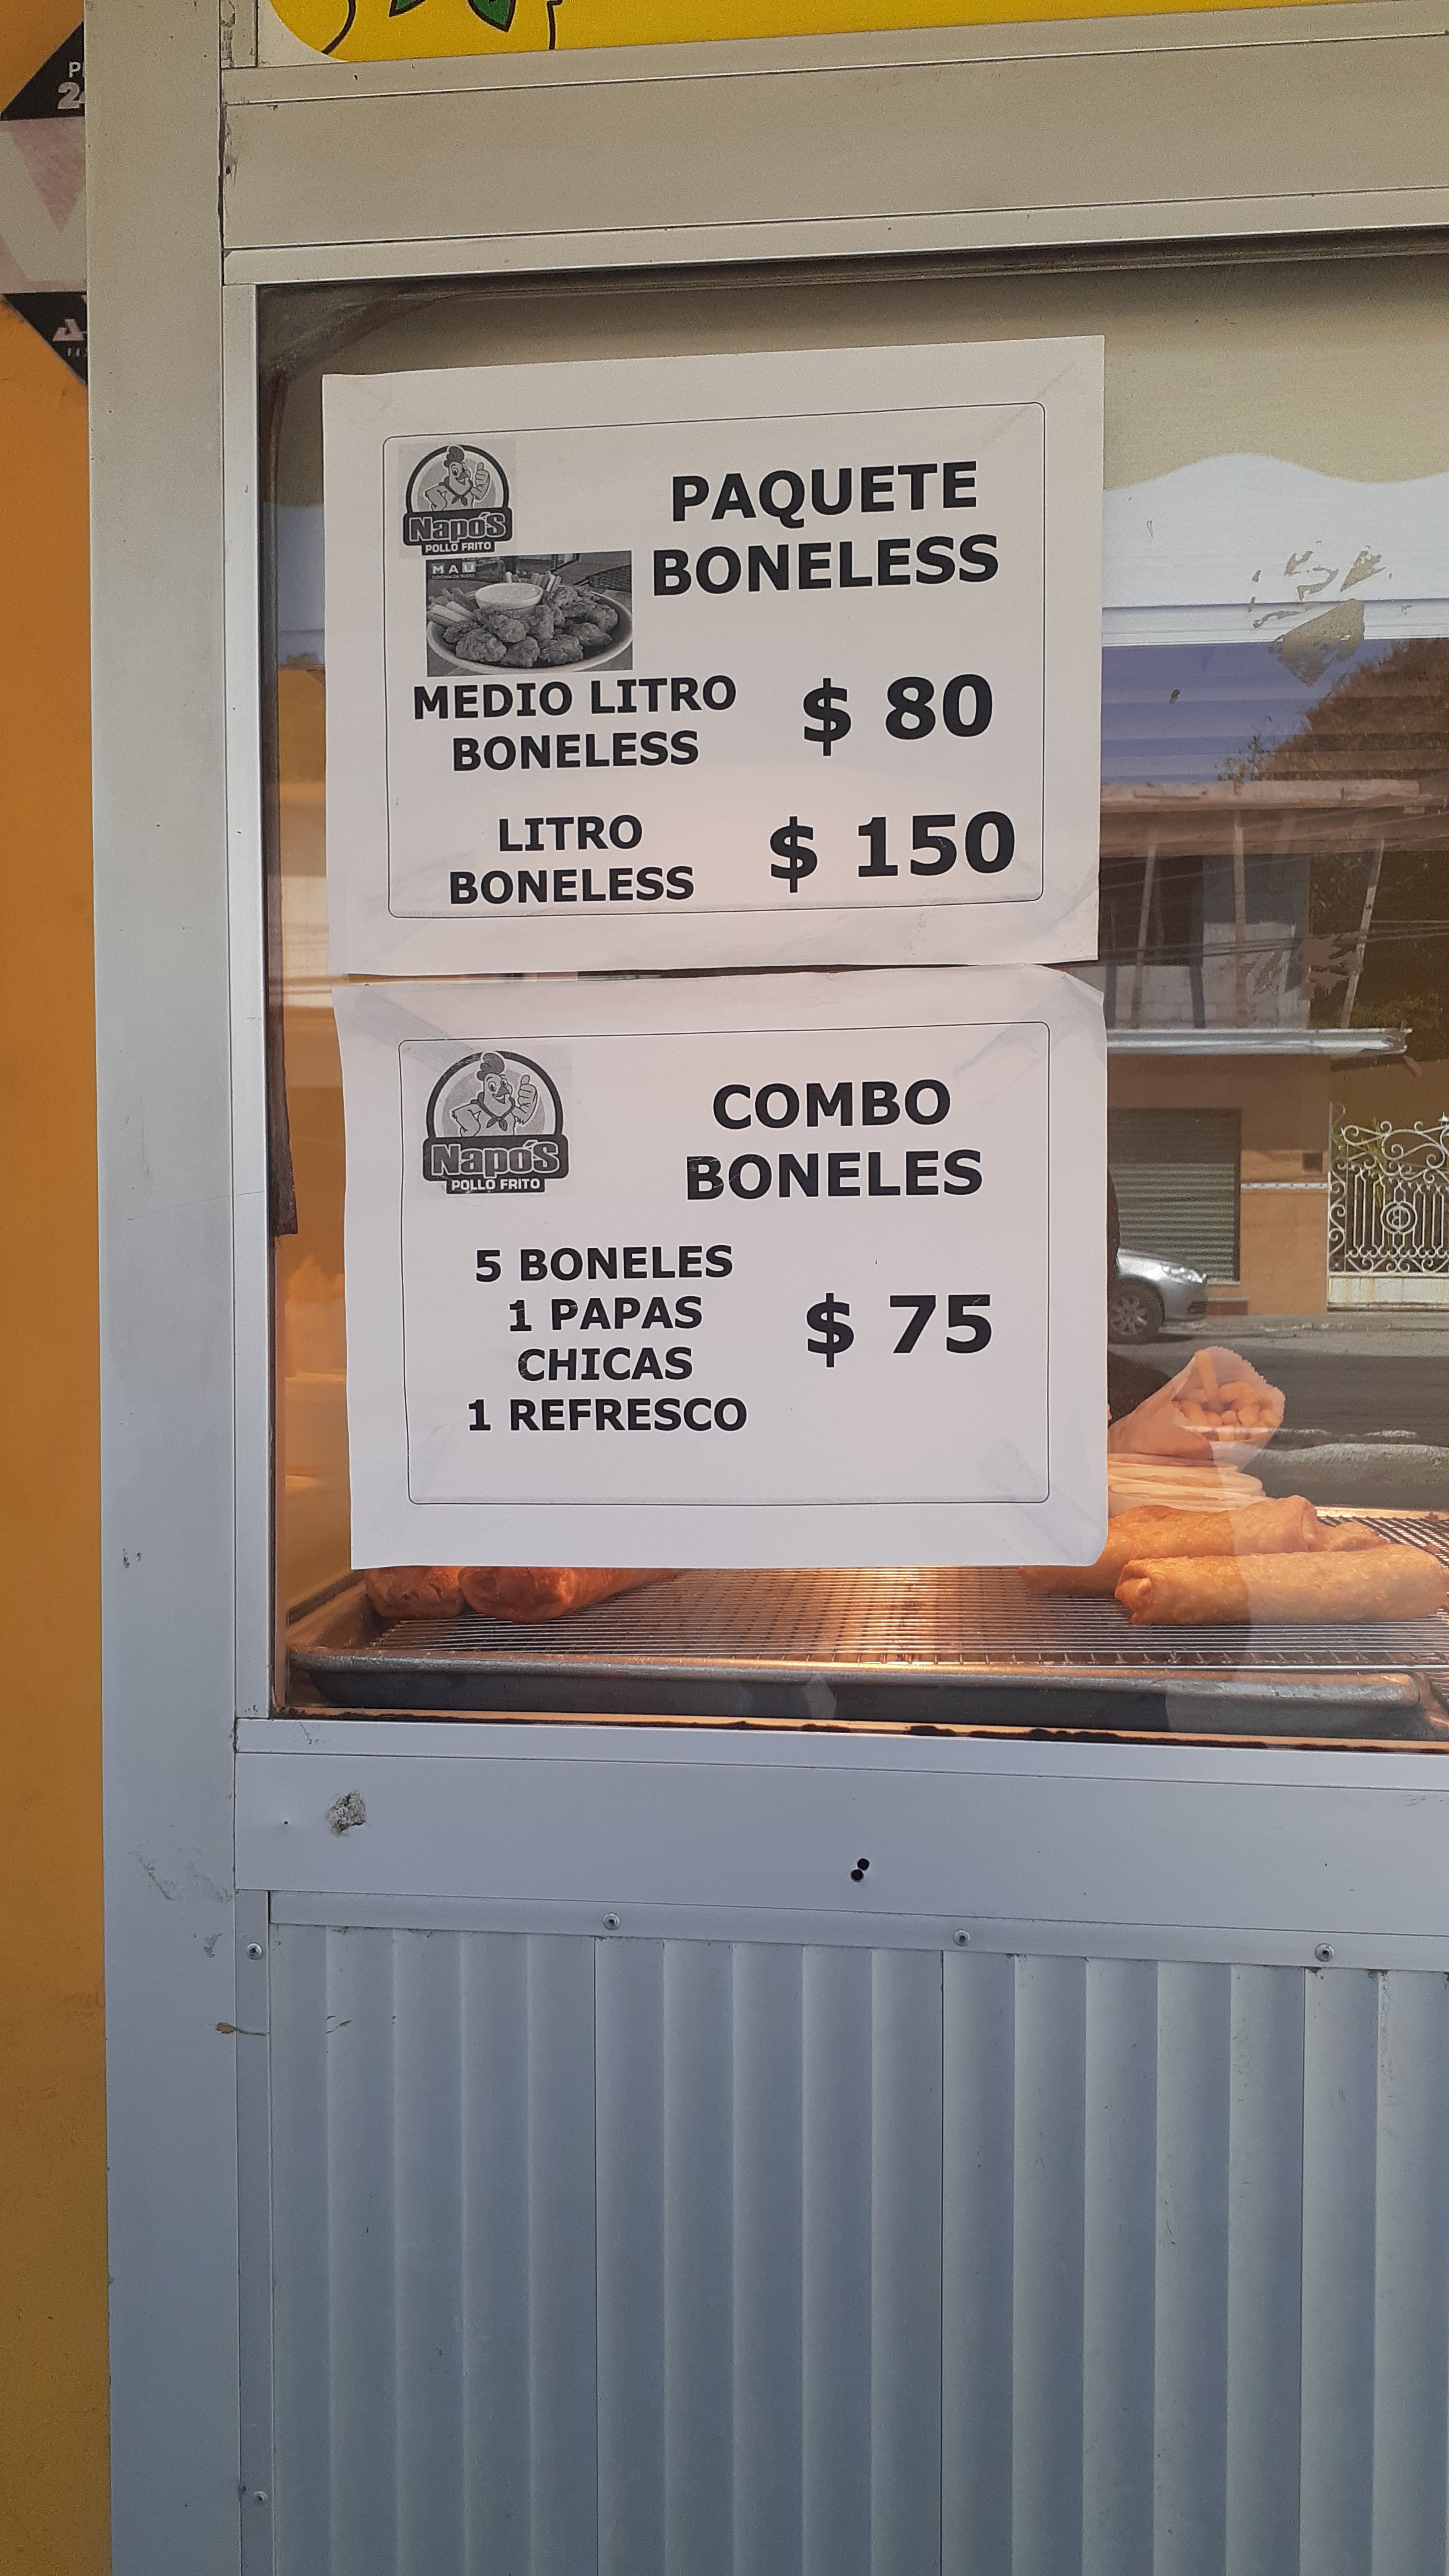 Napo's
POLLO FRITO
MAU
PAQUETE
BONELESS
MEDIO LITRO
BONELESS
$ 80
LITRO
BONELESS
$ 150
Napo's
POLLO FRITO
COMBO
BONELES
5 BONELES
1 PAPAS
CHICAS
1 REFRESCO
$ 75